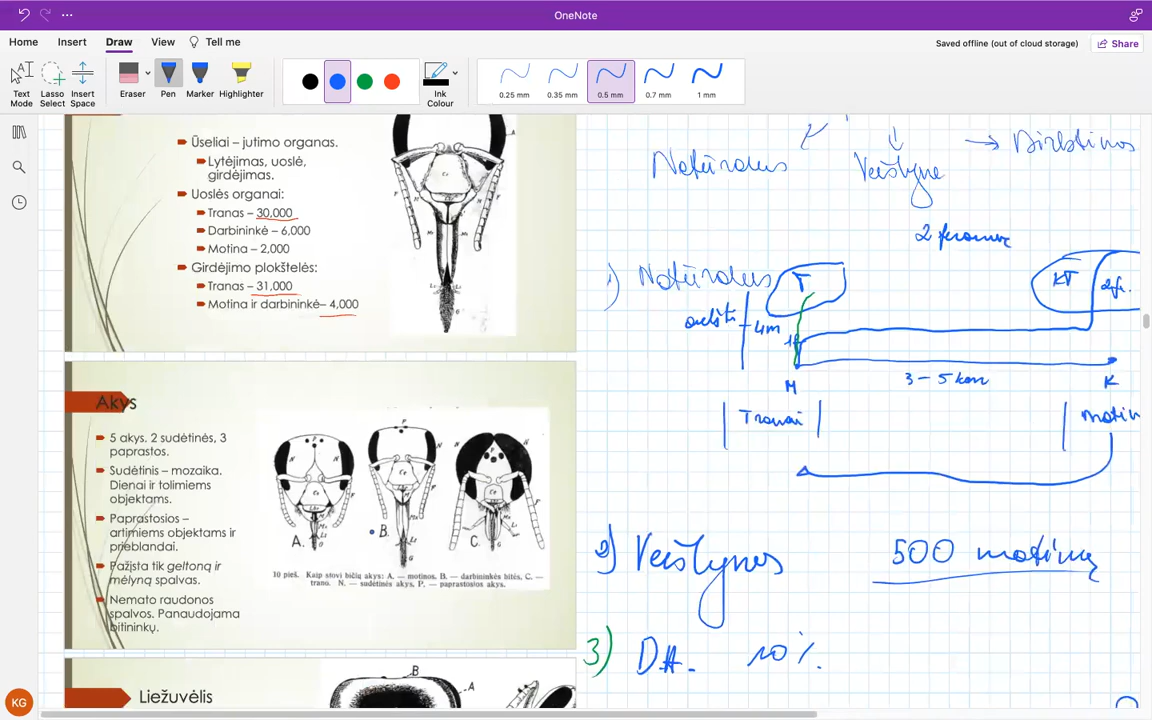 OneNote
Home Insert Draw View Tell me
Saved offline (out of cloud storage) Share
Text Mode
Lasso Select
Insert Space
Eraser
Pen
Marker
Highlighter
Ink Colour
0.25 mm 0.35 mm 0.5 mm 0.7 mm 1 mm
Ūseliai – jutimo organas.
Lytėjimas, uoslė,
girdėjimas.
Uoslės organai:
Tranas – 30,000
Darbininkė – 6,000
Motina – 2,000
Girdėjimo plokštelės:
Tranas – 31,000
Motina ir darbininkė– 4,000
Akys
5 akys. 2 sudėtinės, 3
paprastos.
Sudėtinis – mozaika.
Dienai ir tolimiems
objektams.
Paprastosios –
artimiems objektams ir
prieblandai.
Pažįsta tik geltoną ir
mėlyną spalvas.
Nemato raudonos
spalvos. Panaudojama
bitininkų.
A. B. C.
10 pieš. Kaip stovi bičių akys: A. — motinos, B. — darbininkės bitės, C. —
trano. N. — sudėtinės akys, P. — paprastosios akys.
Liežuvėlis
B
A
KG
Natūralus Veislyne → Dirbtinos
1) Natūralus
T
KT
4m
M 3 – 5 km K
Tranai
2) Veislynes 500 motinų
3) DA. 10 %.